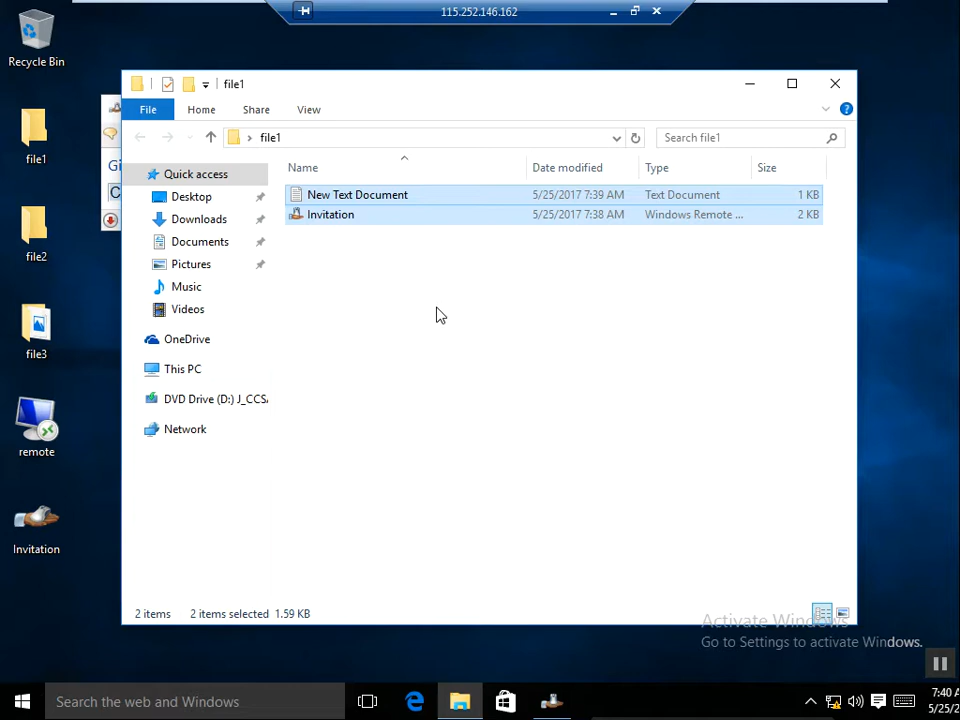 115.252.146.162
Recycle Bin
file1
file2
file3
remote
Invitation
Gi
C
file1
File Home Share View
file1
Search file1
Name Date modified Type Size
New Text Document 5/25/2017 7:39 AM Text Document 1 KB
Invitation 5/25/2017 7:38 AM Windows Remote ... 2 KB
Quick access
Desktop
Downloads
Documents
Pictures
Music
Videos
OneDrive
This PC
DVD Drive (D:) J_CCSA
Network
2 items 2 items selected 1.59 KB
Activate Windows
Go to Settings to activate Windows.
Search the web and Windows
7:40 A
5/25/2